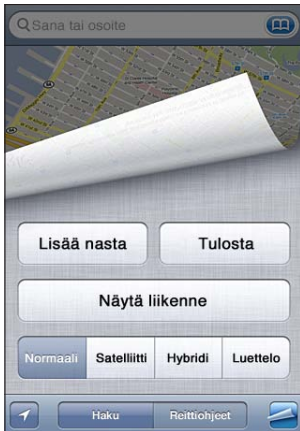 Sana tai osoite
Lisää nasta Tulosta
Näytä liikenne
Normaali Satelliitti Hybridi Luettelo
Haku Reittiohjeet